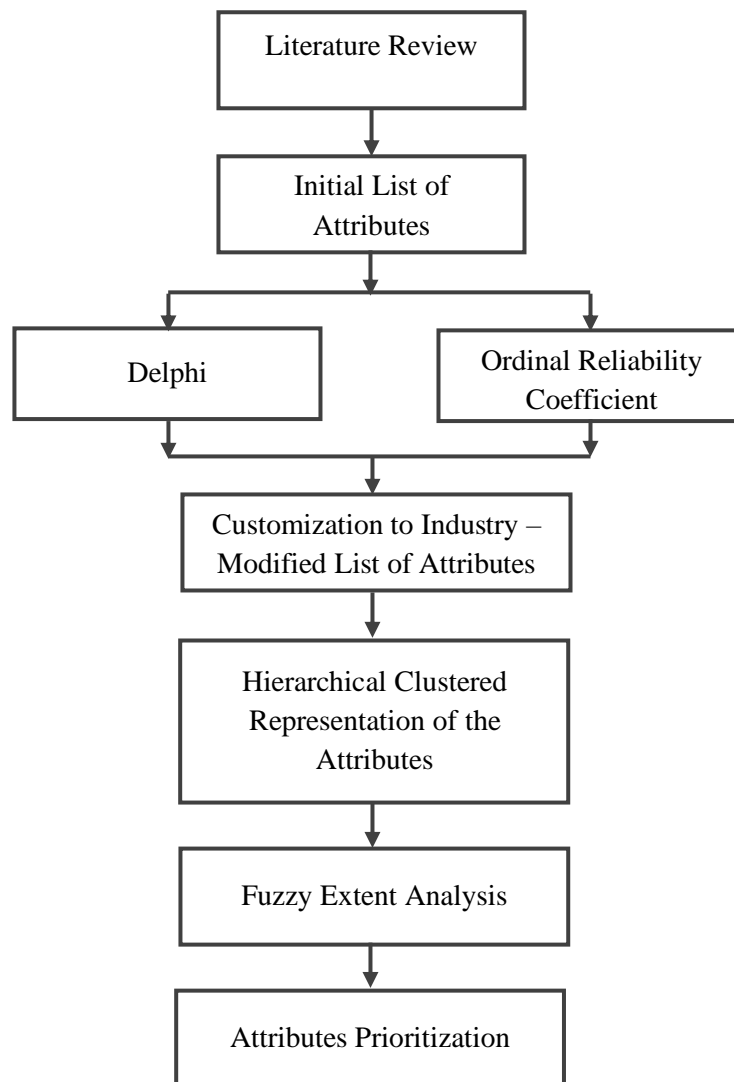 Literature Review
Initial List of
Attributes
Delphi
Ordinal Reliability
Coefficient
Customization to Industry –
Modified List of Attributes
Hierarchical Clustered
Representation of the
Attributes
Fuzzy Extent Analysis
Attributes Prioritization